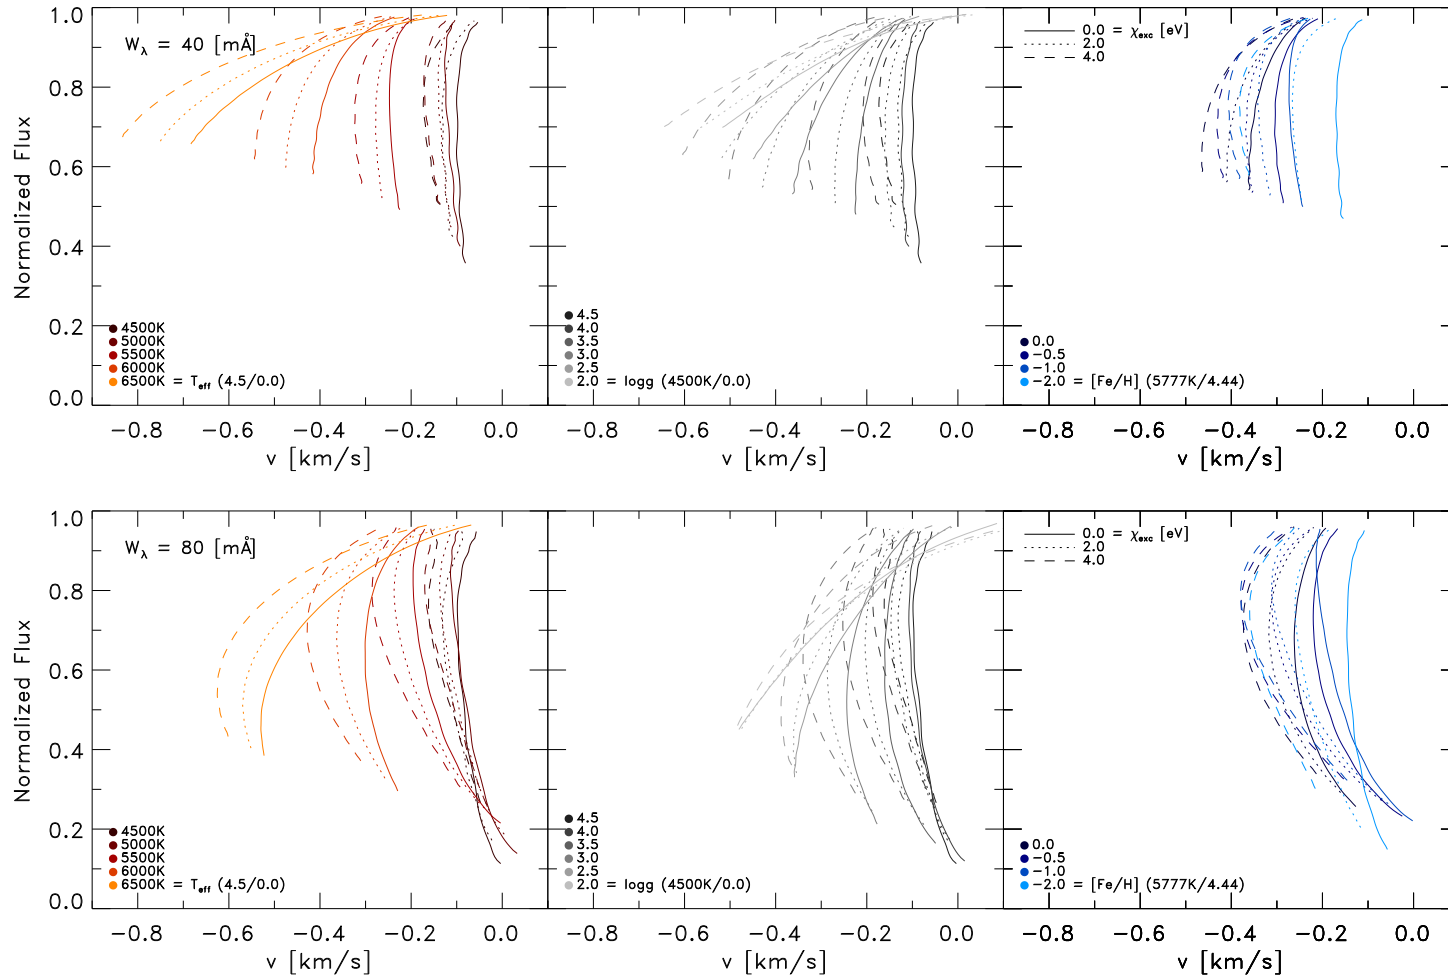 1.0
0.8
0.6
0.4
0.2
0.0
Normalized Flux
W_λ = 40 [mÅ]
4500K
5000K
5500K
6000K
6500K = T_eff (4.5/0.0)
4.5
4.0
3.5
3.0
2.5
2.0 = logg (4500K/0.0)
0.0 = χ_exc [eV]
2.0
4.0
0.0
−0.5
−1.0
−2.0 = [Fe/H] (5777K/4.44)
−0.8 −0.6 −0.4 −0.2 0.0
−0.8 −0.6 −0.4 −0.2 0.0
−0.8 −0.6 −0.4 −0.2 0.0
v [km/s]
v [km/s]
v [km/s]
1.0
0.8
0.6
0.4
0.2
0.0
Normalized Flux
W_λ = 80 [mÅ]
4500K
5000K
5500K
6000K
6500K = T_eff (4.5/0.0)
4.5
4.0
3.5
3.0
2.5
2.0 = logg (4500K/0.0)
0.0 = χ_exc [eV]
2.0
4.0
0.0
−0.5
−1.0
−2.0 = [Fe/H] (5777K/4.44)
−0.8 −0.6 −0.4 −0.2 0.0
−0.8 −0.6 −0.4 −0.2 0.0
−0.8 −0.6 −0.4 −0.2 0.0
v [km/s]
v [km/s]
v [km/s]